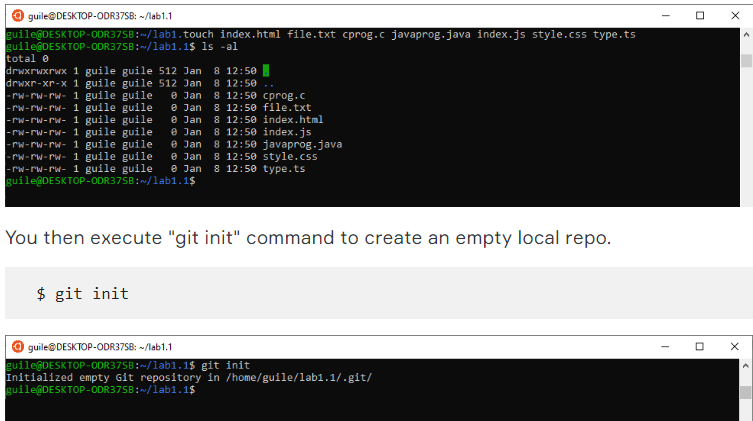 guile@DESKTOP-ODR37SB: ~/lab1.1
guile@DESKTOP-ODR37SB:~/lab1.touch index.html file.txt cprog.c javaprog.java index.js style.css type.ts
guile@DESKTOP-ODR37SB:~/lab1.1$ ls -al
total 0
drwxrwxrwx 1 guile guile 512 Jan  8 12:50 .
drwxr-xr-x 1 guile guile 512 Jan  8 12:50 ..
-rw-rw-rw- 1 guile guile   0 Jan  8 12:50 cprog.c
-rw-rw-rw- 1 guile guile   0 Jan  8 12:50 file.txt
-rw-rw-rw- 1 guile guile   0 Jan  8 12:50 index.html
-rw-rw-rw- 1 guile guile   0 Jan  8 12:50 index.js
-rw-rw-rw- 1 guile guile   0 Jan  8 12:50 javaprog.java
-rw-rw-rw- 1 guile guile   0 Jan  8 12:50 style.css
-rw-rw-rw- 1 guile guile   0 Jan  8 12:50 type.ts
guile@DESKTOP-ODR37SB:~/lab1.1$
You then execute "git init" command to create an empty local repo.
$ git init
guile@DESKTOP-ODR37SB: ~/lab1.1
guile@DESKTOP-ODR37SB:~/lab1.1$ git init
Initialized empty Git repository in /home/guile/lab1.1/.git/
guile@DESKTOP-ODR37SB:~/lab1.1$